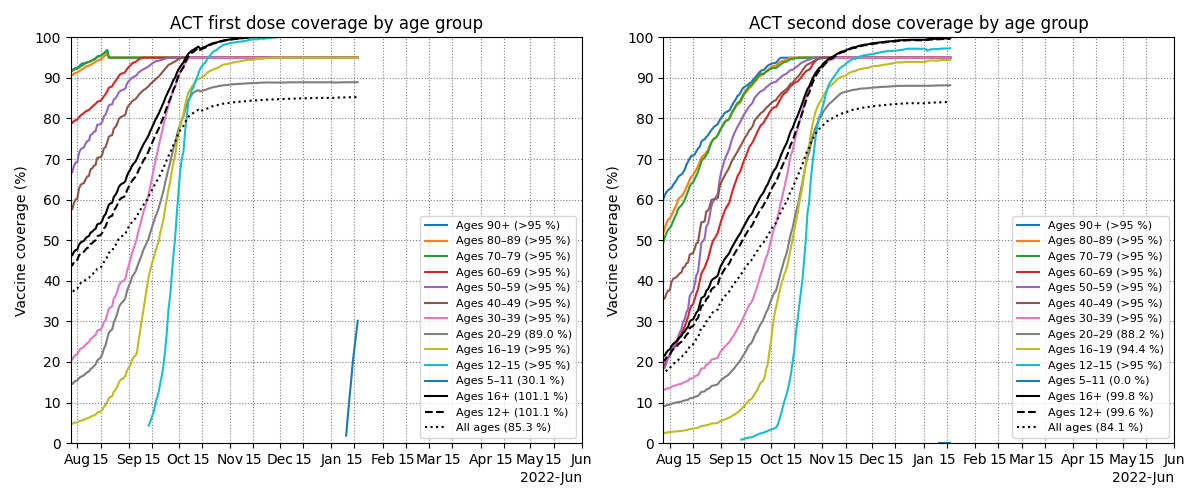 ACT first dose coverage by age group
Vaccine coverage (%)
100
90
80
70
60
50
40
30
20
10
0
Ages 90+ (>95 %)
Ages 80–89 (>95 %)
Ages 70–79 (>95 %)
Ages 60–69 (>95 %)
Ages 50–59 (>95 %)
Ages 40–49 (>95 %)
Ages 30–39 (>95 %)
Ages 20–29 (89.0 %)
Ages 16–19 (>95 %)
Ages 12–15 (>95 %)
Ages 5–11 (30.1 %)
Ages 16+ (101.1 %)
Ages 12+ (101.1 %)
All ages (85.3 %)
Aug 15 Sep 15 Oct 15 Nov 15 Dec 15 Jan 15 Feb 15 Mar 15 Apr 15 May 15 Jun
2022-Jun
ACT second dose coverage by age group
Vaccine coverage (%)
100
90
80
70
60
50
40
30
20
10
0
Ages 90+ (>95 %)
Ages 80–89 (>95 %)
Ages 70–79 (>95 %)
Ages 60–69 (>95 %)
Ages 50–59 (>95 %)
Ages 40–49 (>95 %)
Ages 30–39 (>95 %)
Ages 20–29 (88.2 %)
Ages 16–19 (94.4 %)
Ages 12–15 (>95 %)
Ages 5–11 (0.0 %)
Ages 16+ (99.8 %)
Ages 12+ (99.6 %)
All ages (84.1 %)
Aug 15 Sep 15 Oct 15 Nov 15 Dec 15 Jan 15 Feb 15 Mar 15 Apr 15 May 15 Jun
2022-Jun